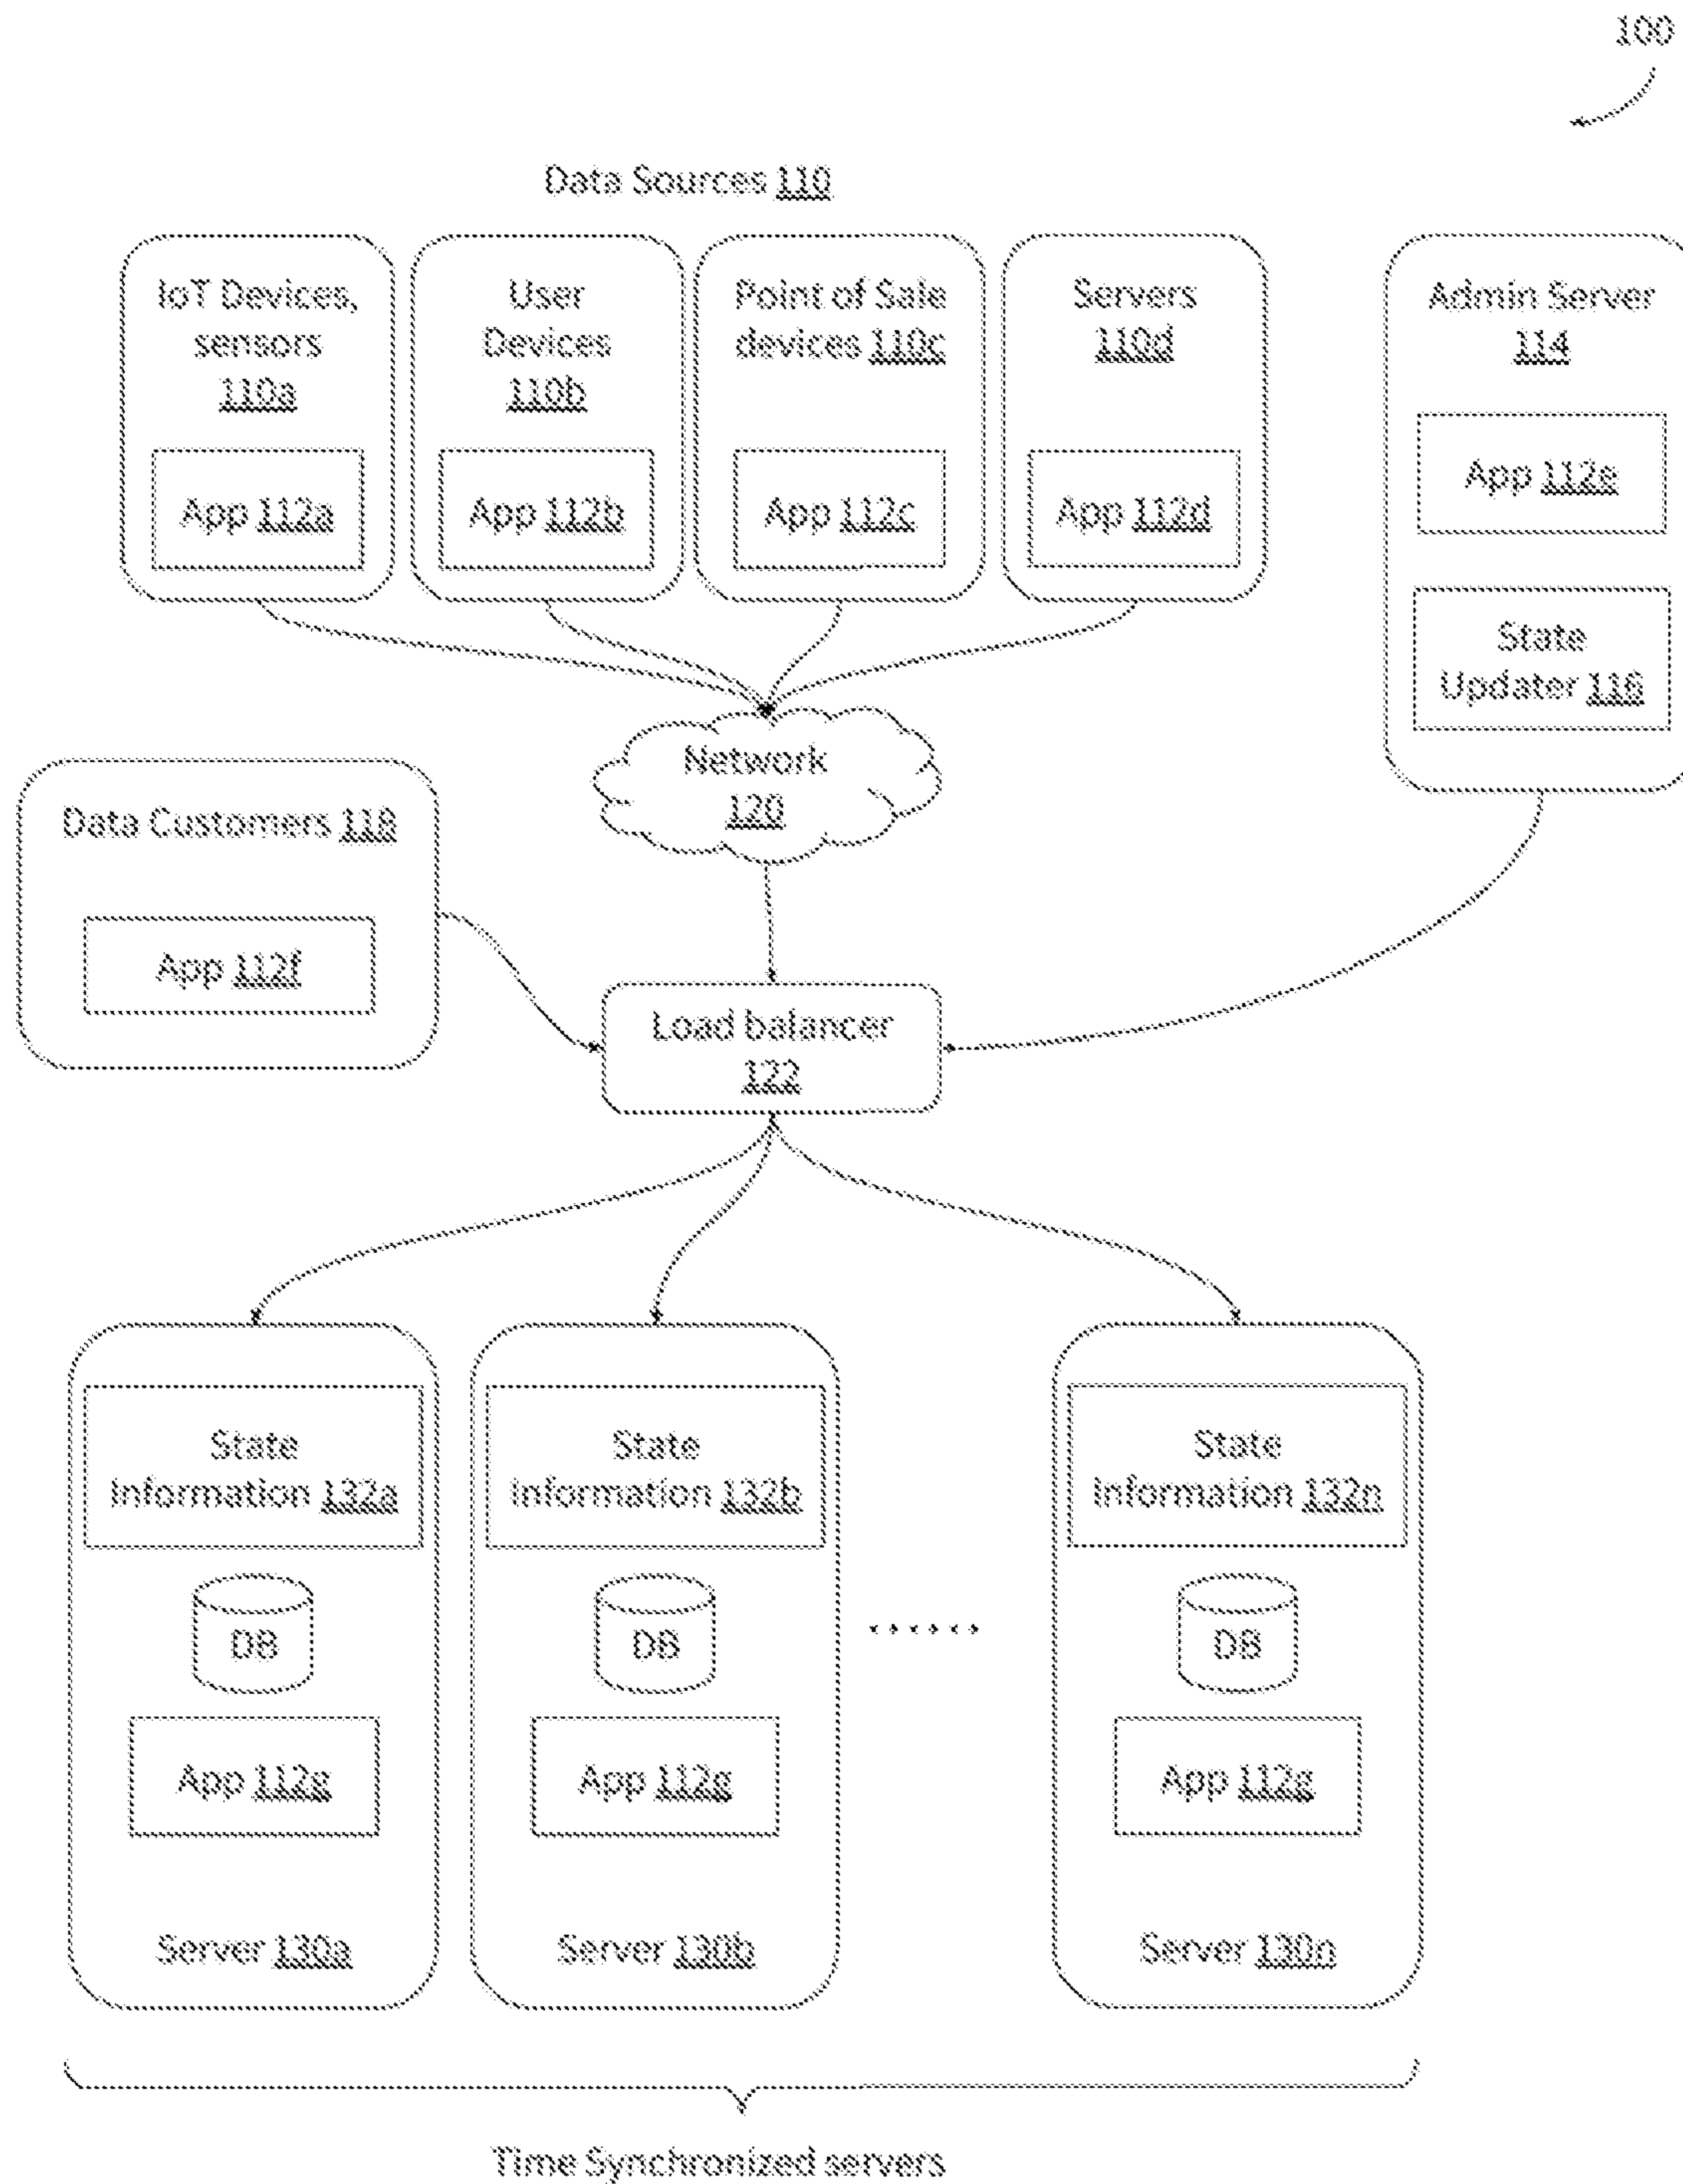 100
Data Sources 110
IoT Devices,
sensors
110a
App 112a
User
Devices
110b
App 112b
Point of Sale
devices 110c
App 112c
Servers
110d
App 112d
Admin Server
114
App 112e
State
Updater 116
Network
120
Data Customers 118
App 112f
Load balancer
122
State
Information 132a
DB
App 112g
Server 130a
State
Information 132b
DB
App 112g
Server 130b
......
State
Information 132n
DB
App 112g
Server 130n
Time Synchronized servers